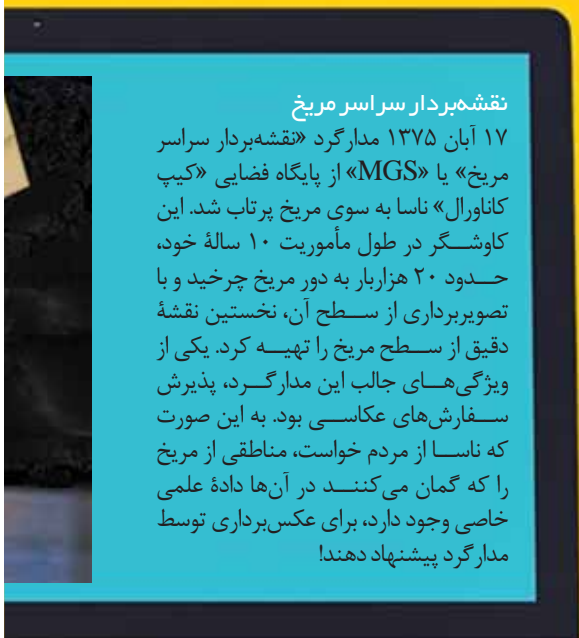 نقشه‌بردار سراسر مریخ
۱۷ آبان ۱۳۷۵ مدارگرد «نقشه‌بردار سراسر
مریخ» یا «MGS» از پایگاه فضایی «کیپ
کاناورال» ناسا به سوی مریخ پرتاب شد. این
کاوشگر در طول مأموریت ۱۰ سالهٔ خود،
حدود ۲۰ هزاربار به دور مریخ چرخید و با
تصویربرداری از سطح آن، نخستین نقشهٔ
دقیق از سطح مریخ را تهیه کرد. یکی از
ویژگی‌های جالب این مدارگرد، پذیرش
سفارش‌های عکاسی بود. به این صورت
که ناسا از مردم خواست، مناطقی از مریخ
را که گمان می‌کنند در آن‌ها دادهٔ علمی
خاصی وجود دارد، برای عکس‌برداری توسط
مدارگرد پیشنهاد دهند!